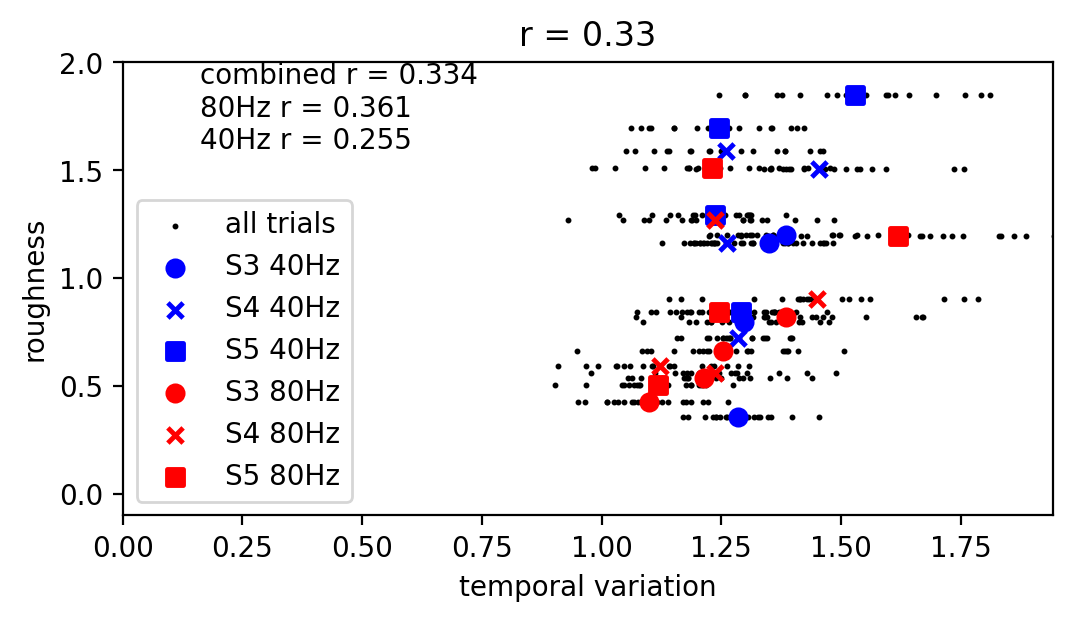 r = 0.33
combined r = 0.334
80Hz r = 0.361
40Hz r = 0.255
all trials
S3 40Hz
S4 40Hz
S5 40Hz
S3 80Hz
S4 80Hz
S5 80Hz
roughness
2.0
1.5
1.0
0.5
0.0
0.00 0.25 0.50 0.75 1.00 1.25 1.50 1.75
temporal variation